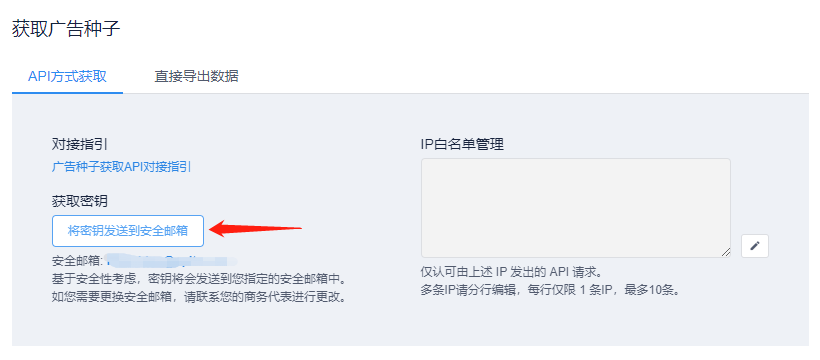 获取广告种子
API方式获取
直接导出数据
对接指引
广告种子获取API对接指引
获取密钥
将密钥发送到安全邮箱
安全邮箱:
基于安全性考虑，密钥将会发送到您指定的安全邮箱中。
如您需要更换安全邮箱，请联系您的商务代表进行更改。
IP白名单管理
仅认可由上述 IP 发出的 API 请求。
多条IP请分行编辑，每行仅限 1 条IP，最多10条。